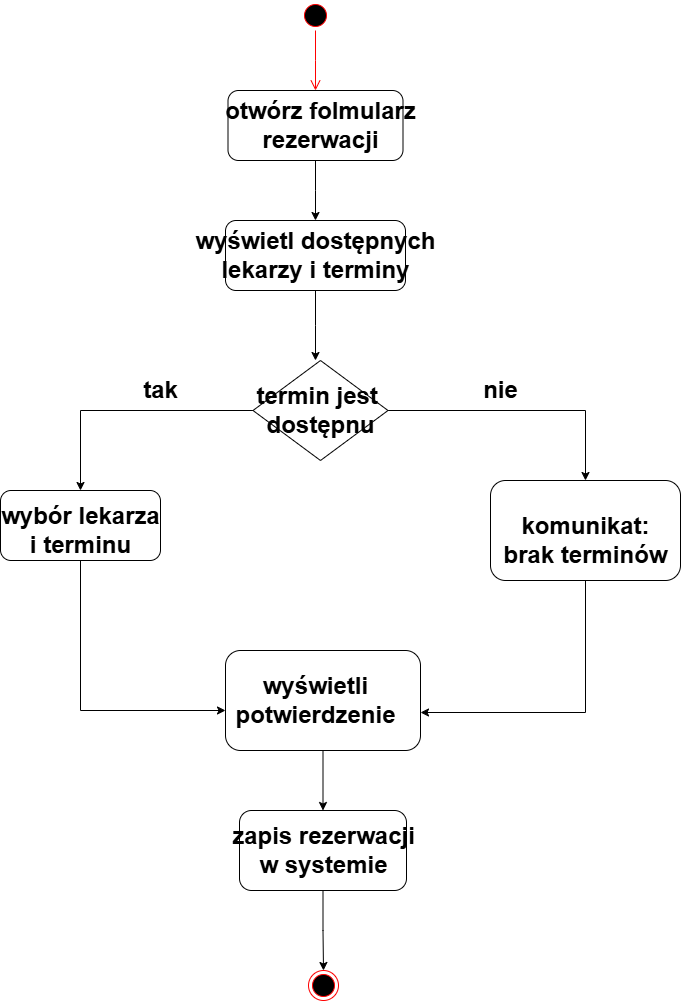 otwórz folmularz
rezerwacji
wyświetl dostępnych
lekarzy i terminy
tak
termin jest
dostępnu
nie
wybór lekarza
i terminu
komunikat:
brak terminów
wyświetli
potwierdzenie
zapis rezerwacji
w systemie